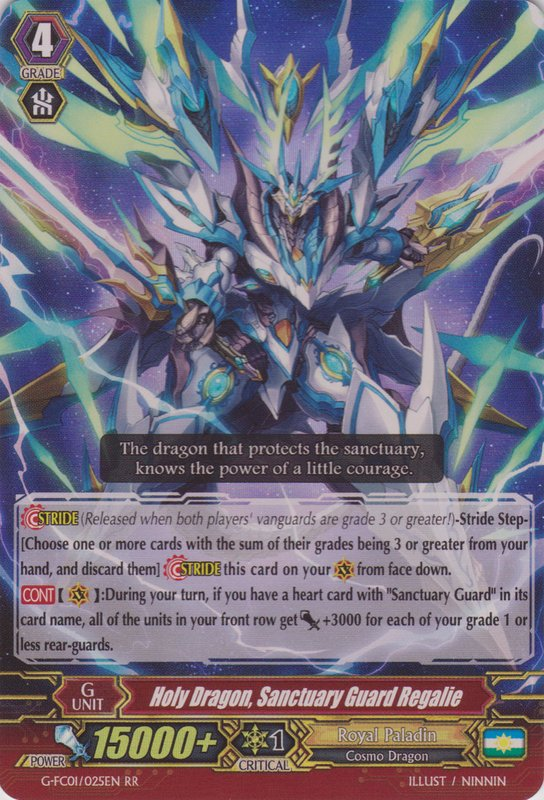 4
GRADE
The dragon that protects the sanctuary,
knows the power of a little courage.
STRIDE (Released when both players' vanguards are grade 3 or greater!)-Stride Step-
[Choose one or more cards with the sum of their grades being 3 or greater from your
hand, and discard them] STRIDE this card on your from face down.
CONT【 】:During your turn, if you have a heart card with "Sanctuary Guard" in its
card name, all of the units in your front row get +3000 for each of your grade 1 or
less rear-guards.
G
UNIT
Holy Dragon, Sanctuary Guard Regalie
POWER 15000+
1
CRITICAL
Royal Paladin
Cosmo Dragon
G-FC01/025EN RR
ILLUST / NINNIN